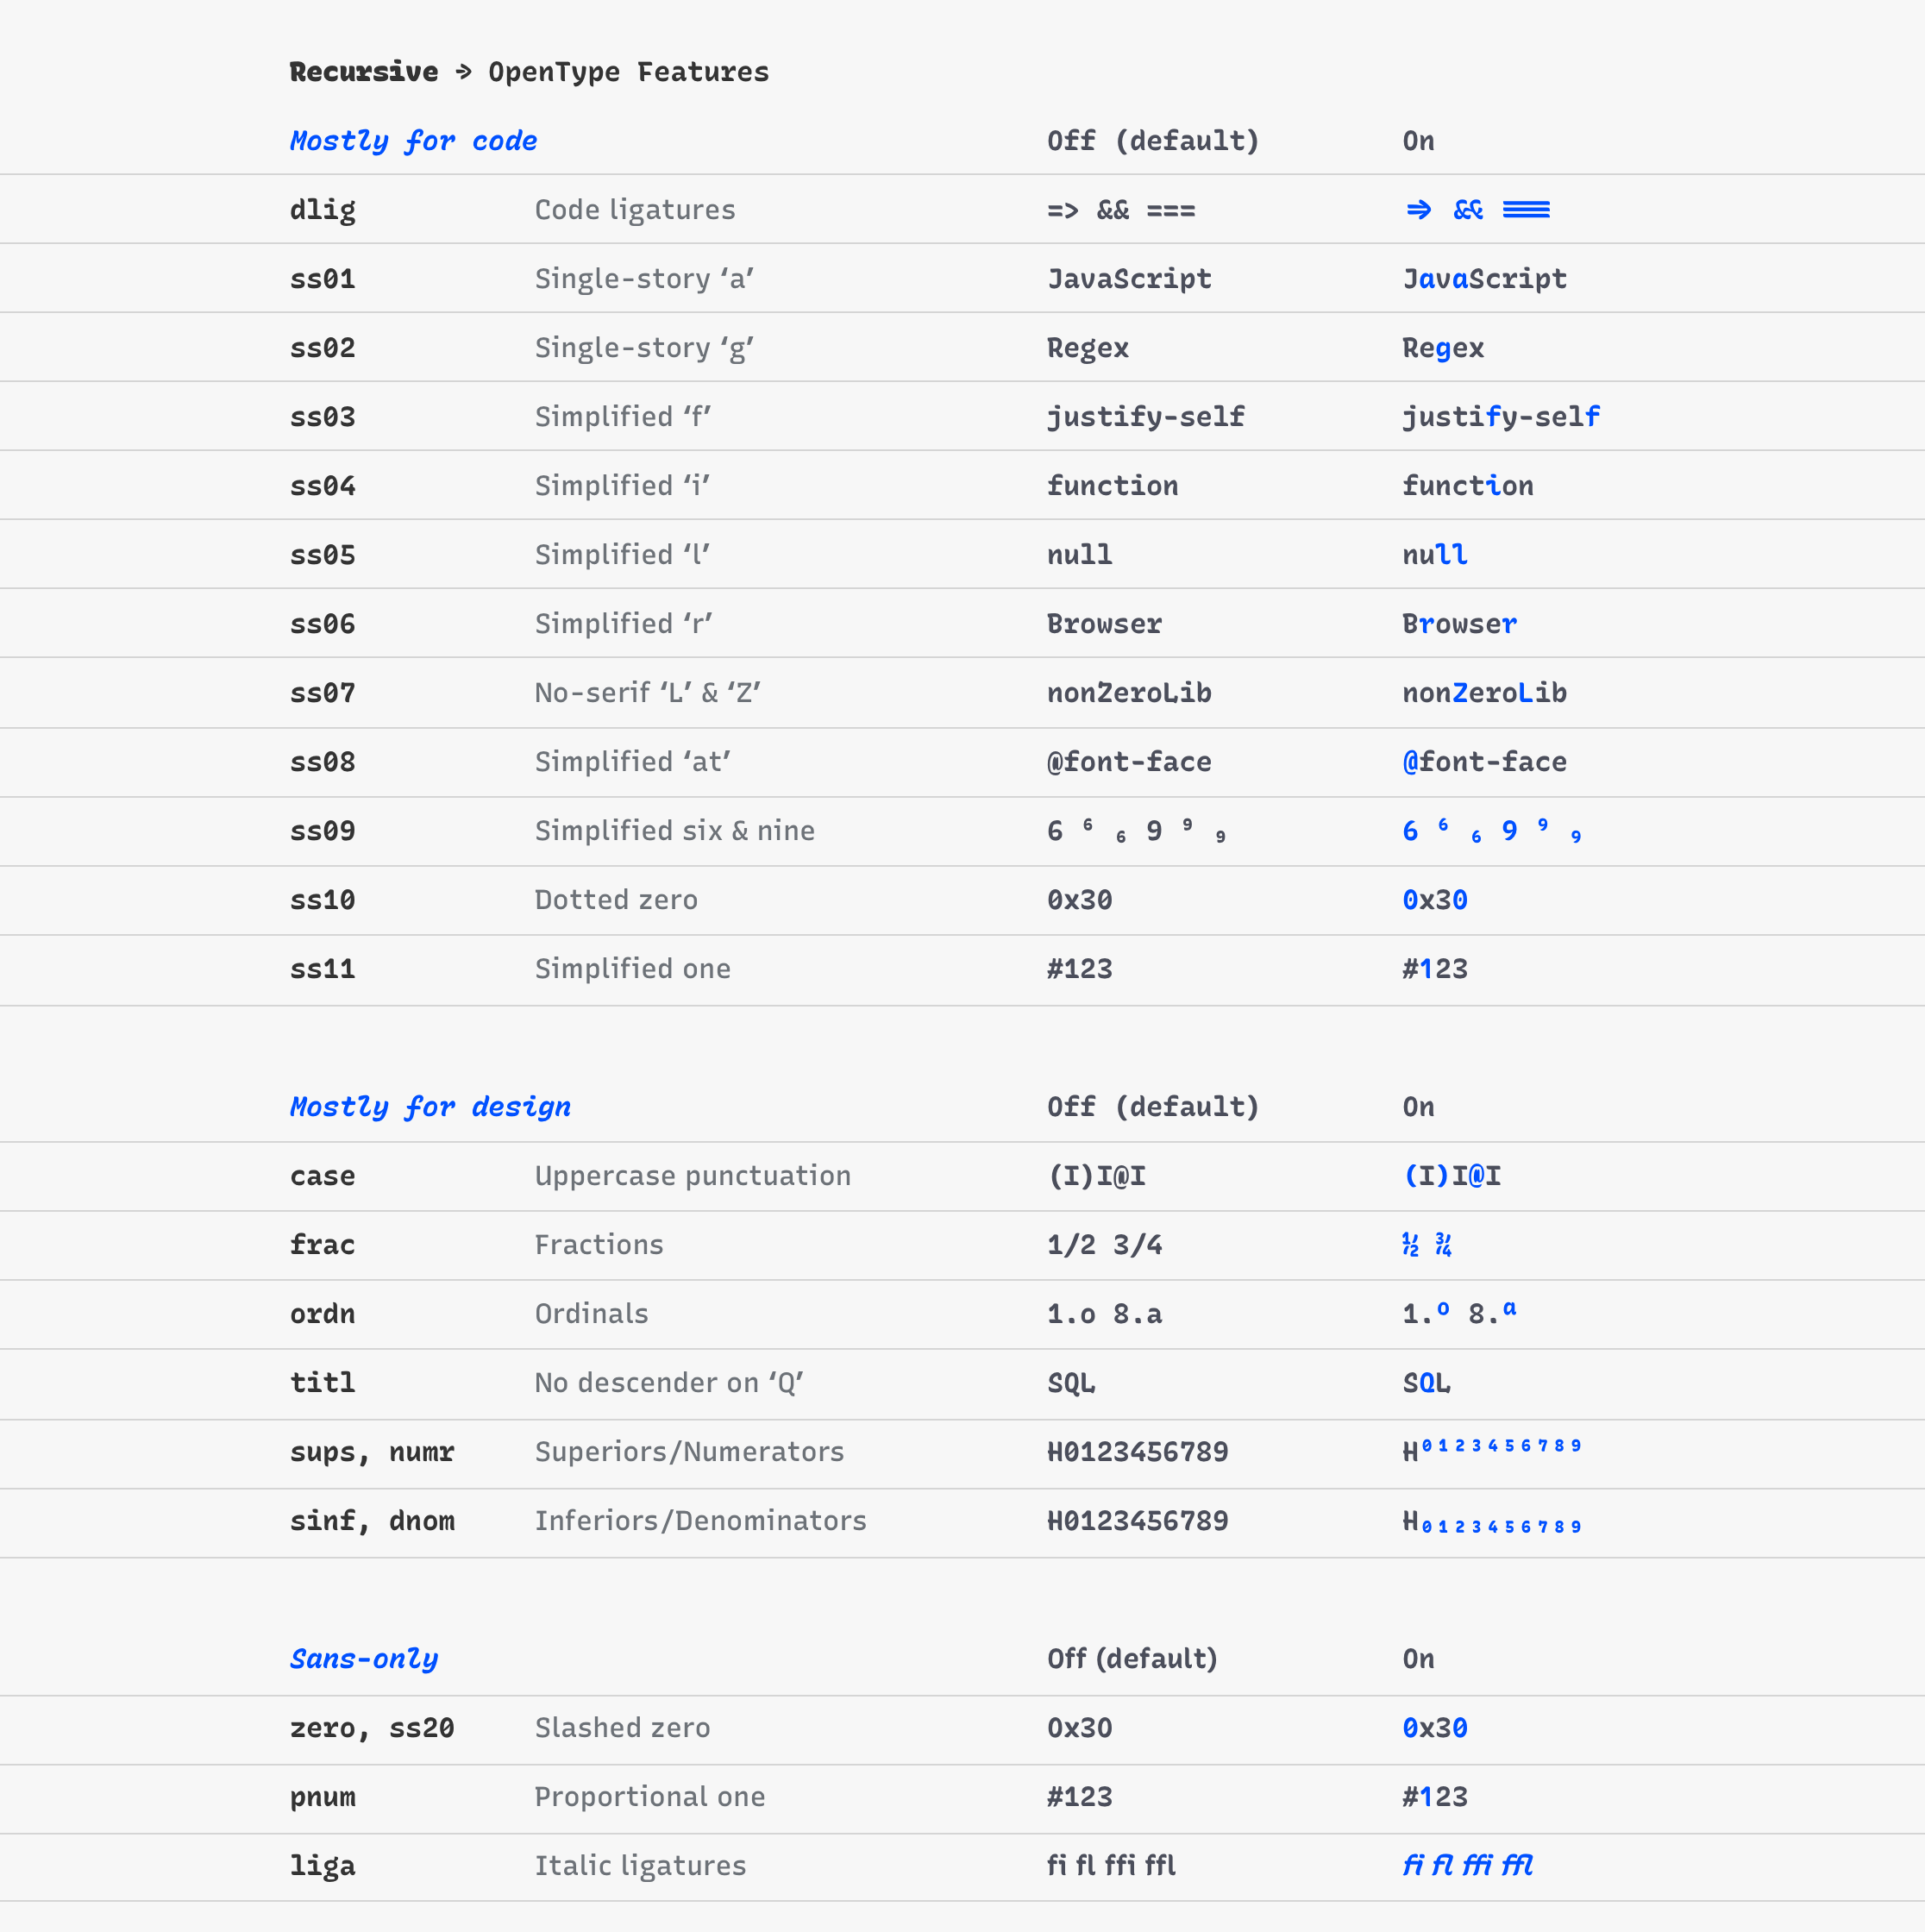 Recursive → OpenType Features
Mostly for code Off (default) On
dlig Code ligatures => && === => && ===
ss01 Single-story ‘a’ JavaScript JavaScript
ss02 Single-story ‘g’ Regex Regex
ss03 Simplified ‘f’ justify-self justify-self
ss04 Simplified ‘i’ function function
ss05 Simplified ‘l’ null null
ss06 Simplified ‘r’ Browser Browser
ss07 No-serif ‘L’ & ‘Z’ nonZeroLib nonZeroLib
ss08 Simplified ‘at’ @font-face @font-face
ss09 Simplified six & nine 6 ⁶ ₆ 9 ⁹ ₉ 6 ⁶ ₆ 9 ⁹ ₉
ss10 Dotted zero 0x30 0x30
ss11 Simplified one #123 #123
Mostly for design Off (default) On
case Uppercase punctuation (I)I@I (I)I@I
frac Fractions 1/2 3/4 ½ ¾
ordn Ordinals 1.o 8.a 1.º 8.ª
titl No descender on ‘Q’ SQL SQL
sups, numr Superiors/Numerators H0123456789 H⁰¹²³⁴⁵⁶⁷⁸⁹
sinf, dnom Inferiors/Denominators H0123456789 H₀₁₂₃₄₅₆₇₈₉
Sans-only Off (default) On
zero, ss20 Slashed zero 0x30 0x30
pnum Proportional one #123 #123
liga Italic ligatures fi fl ffi ffl fi fl ffi ffl